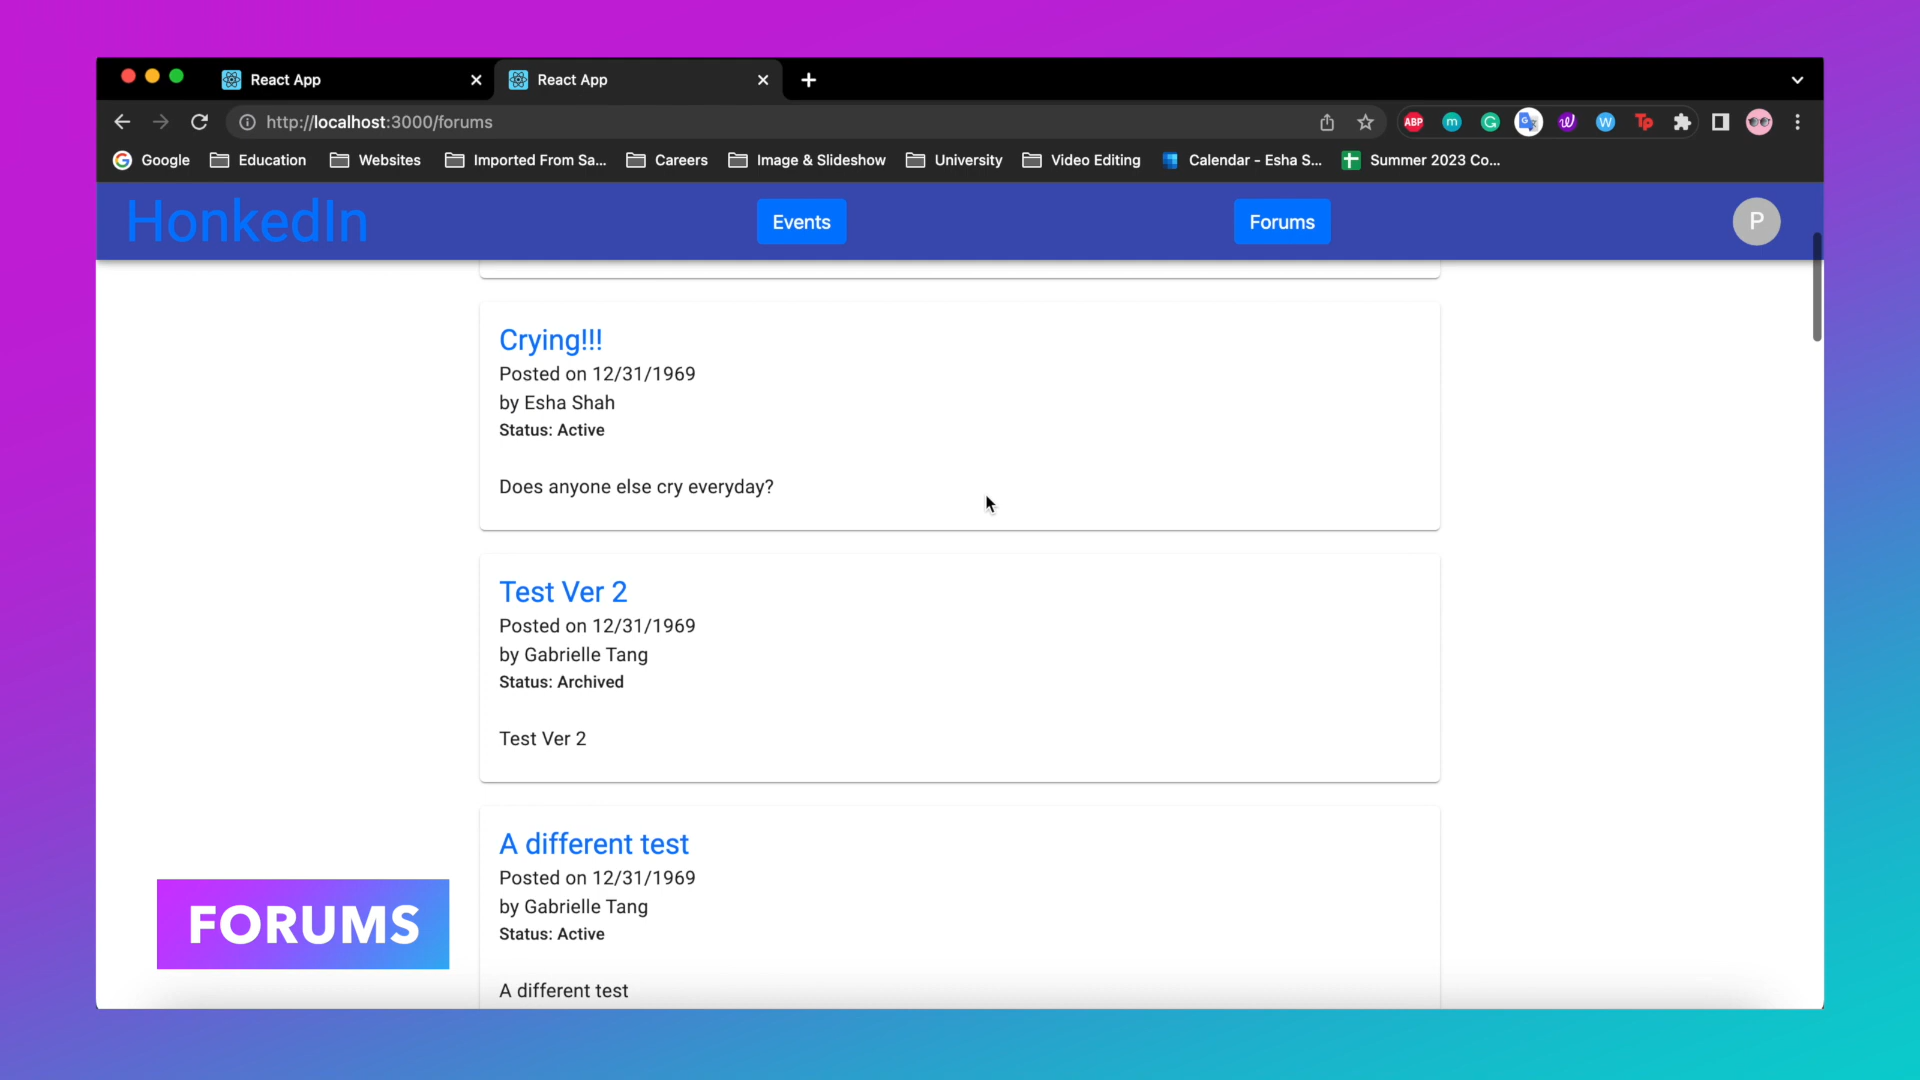 React App
React App
http://localhost:3000/forums
ABP
m
G
W
Tp
Google
Education
Websites
Imported From Sa...
Careers
Image & Slideshow
University
Video Editing
Calendar - Esha S...
Summer 2023 Co...
HonkedIn
Events
Forums
P
Crying!!!
Posted on 12/31/1969
by Esha Shah
Status: Active
Does anyone else cry everyday?
Test Ver 2
Posted on 12/31/1969
by Gabrielle Tang
Status: Archived
Test Ver 2
A different test
Posted on 12/31/1969
by Gabrielle Tang
Status: Active
A different test
FORUMS